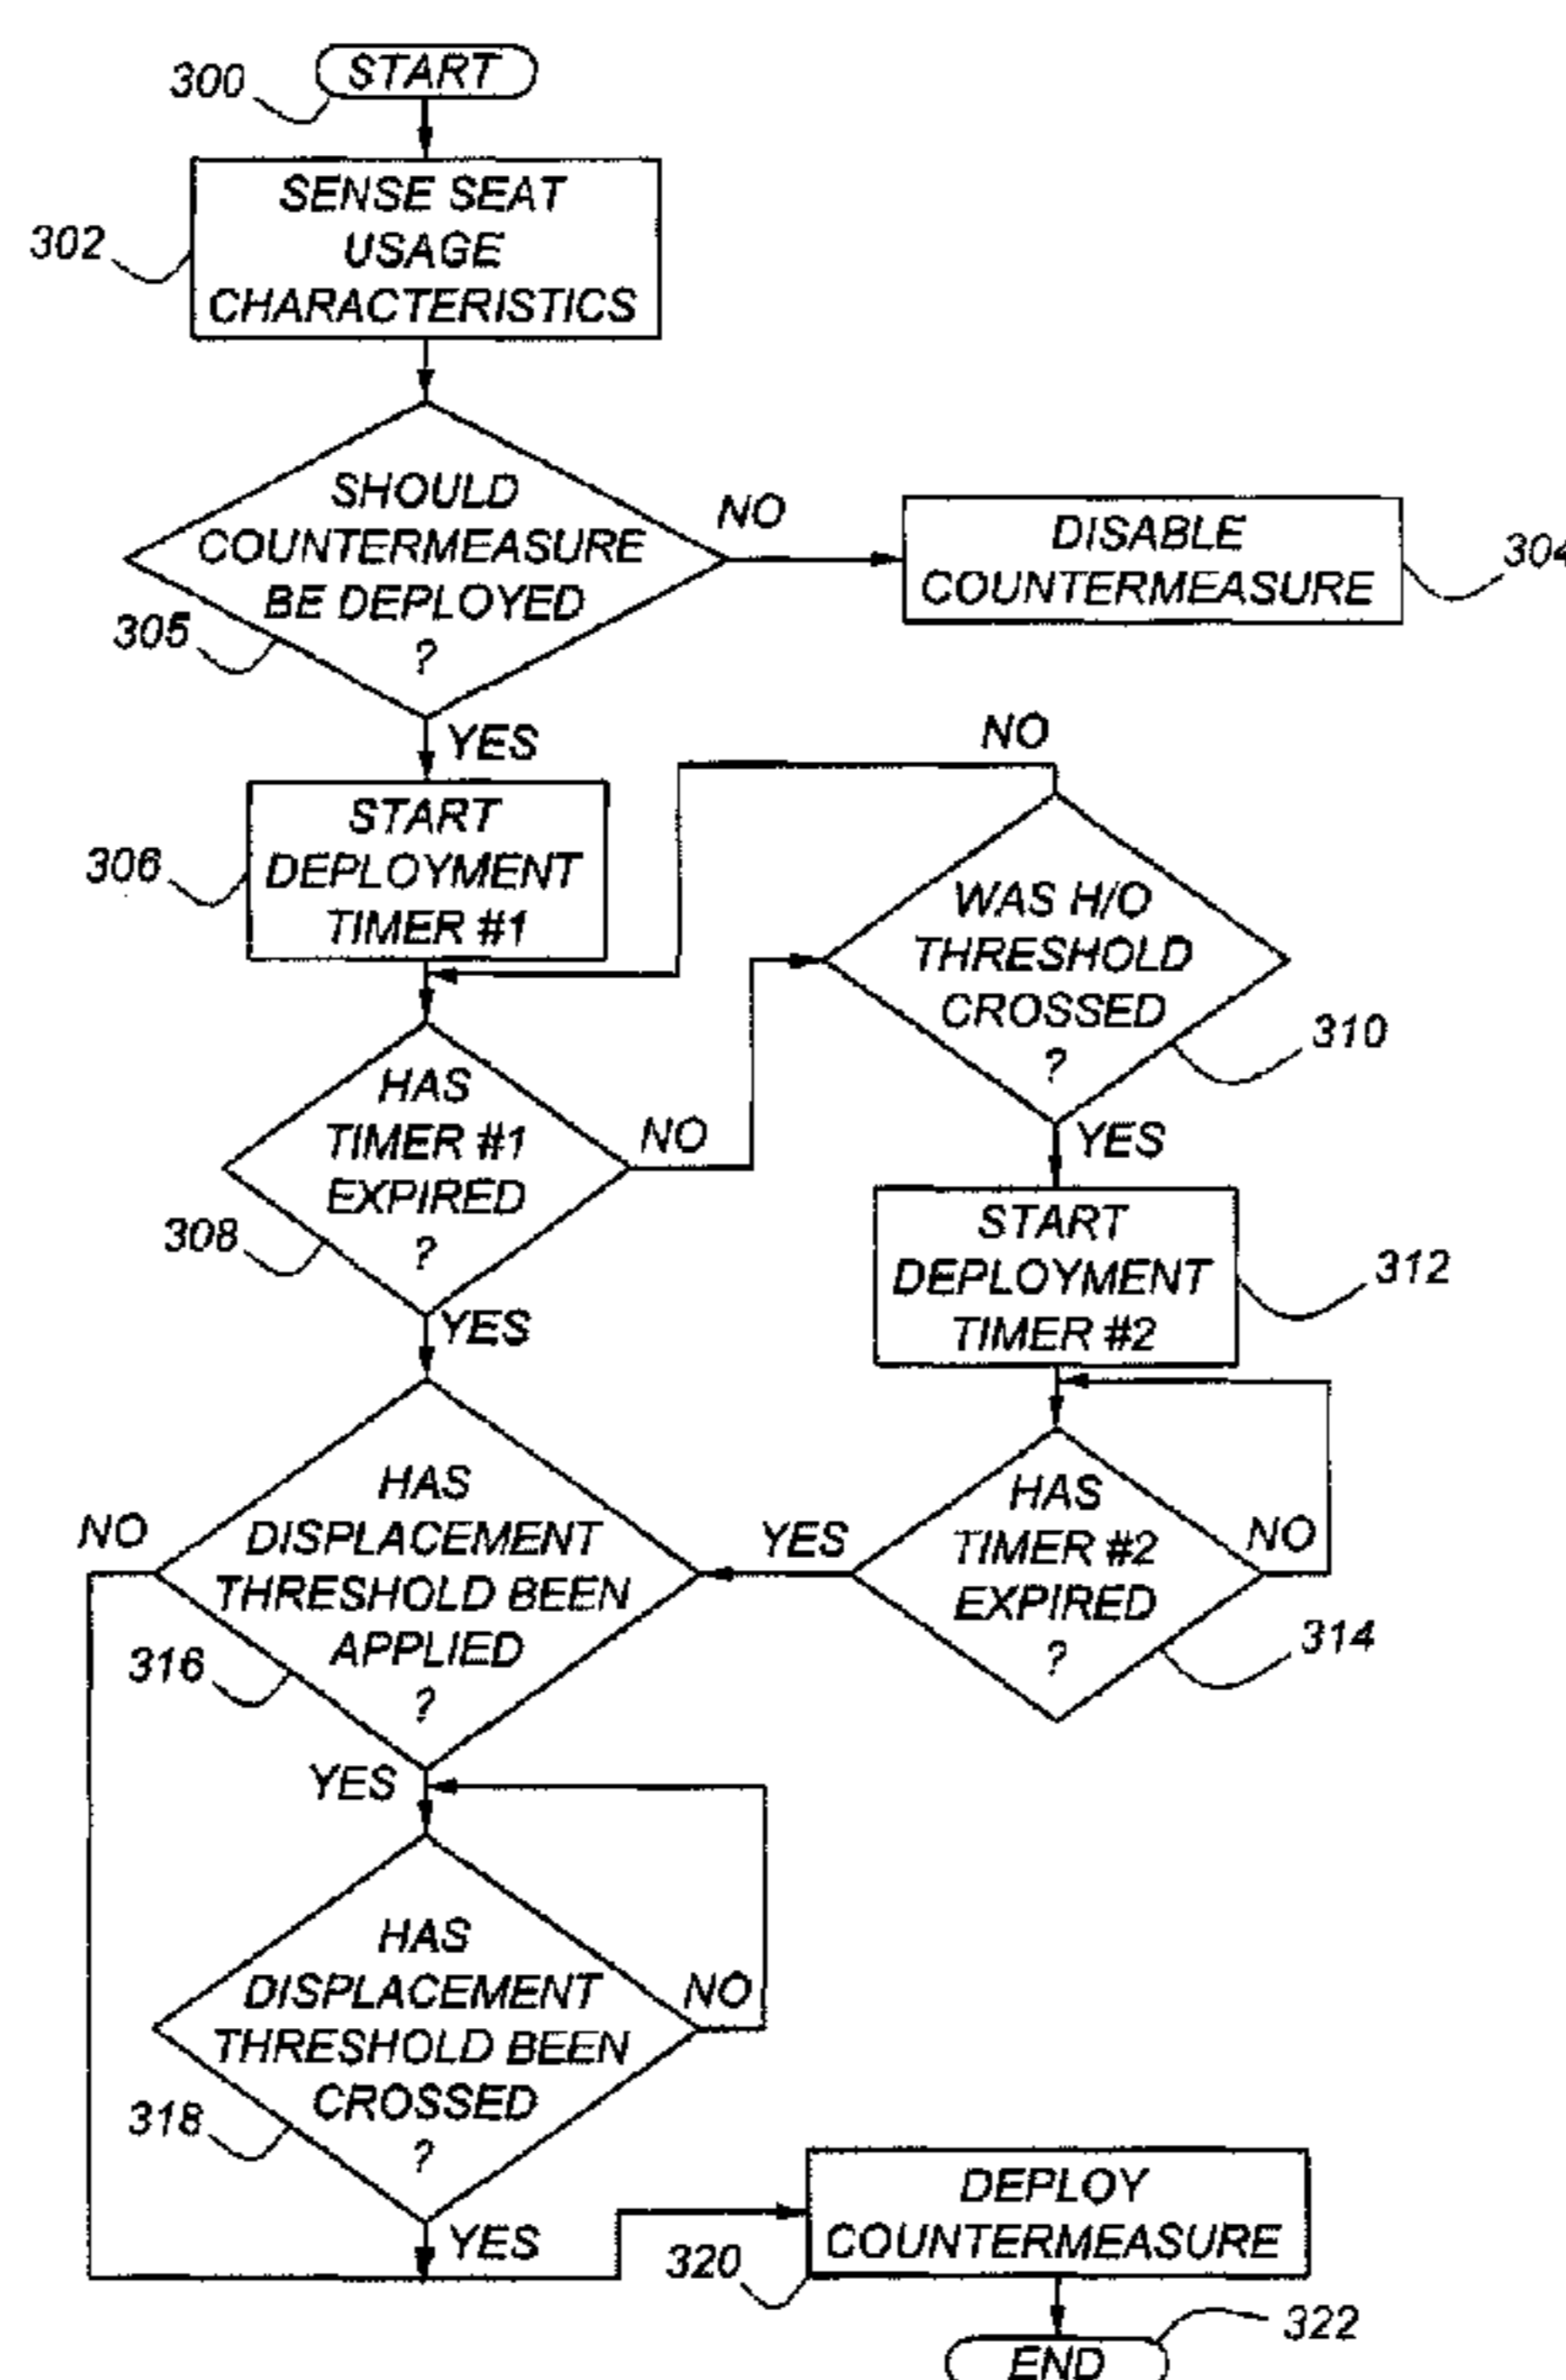 300
START
302
SENSE SEAT
USAGE
CHARACTERISTICS
SHOULD
COUNTERMEASURE
BE DEPLOYED
?
305
NO
DISABLE
COUNTERMEASURE
304
YES
START
DEPLOYMENT
TIMER #1
306
NO
WAS H/O
THRESHOLD
CROSSED
?
310
HAS
TIMER #1
EXPIRED
?
308
NO
YES
YES
START
DEPLOYMENT
TIMER #2
312
HAS
DISPLACEMENT
THRESHOLD BEEN
APPLIED
?
316
NO
YES
HAS
TIMER #2
EXPIRED
?
314
NO
YES
HAS
DISPLACEMENT
THRESHOLD BEEN
CROSSED
?
318
NO
YES
DEPLOY
COUNTERMEASURE
320
322
END